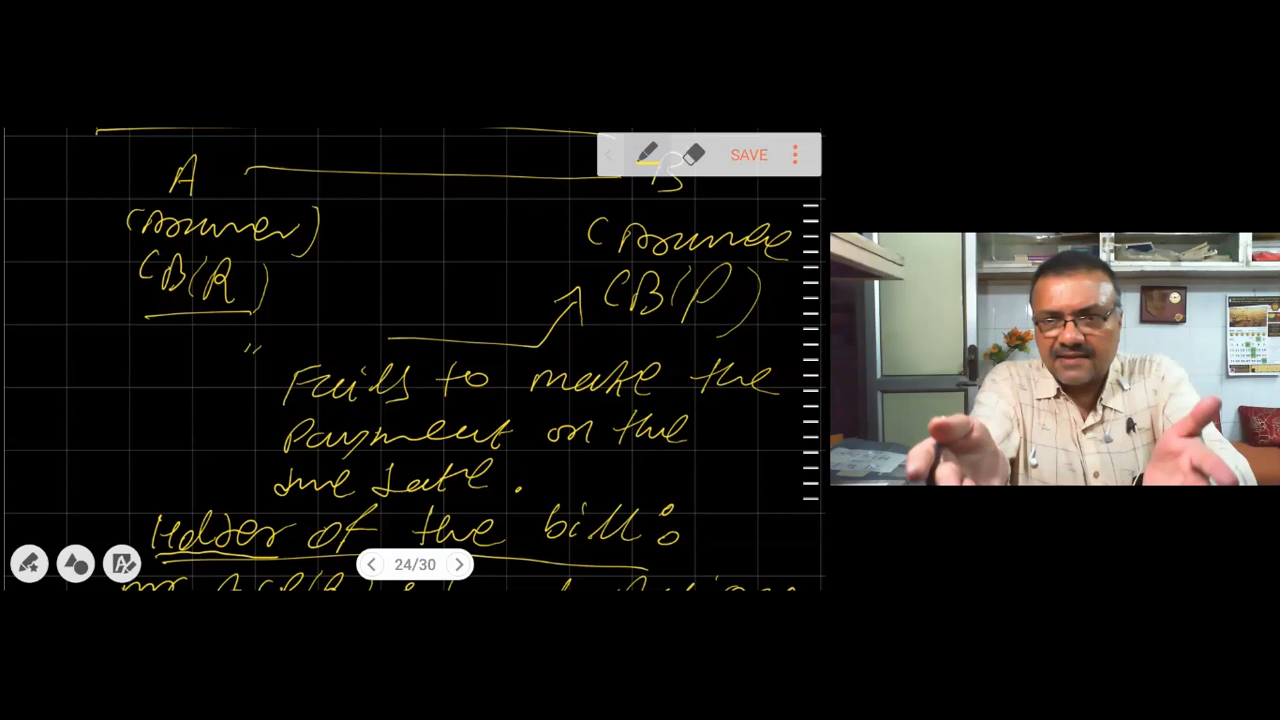 A B
SAVE
(Drawer) (Drawee
(B/R) (B/P)
"
Fails to make the
Payment on the
due date.
Holder of the bill:
24/30